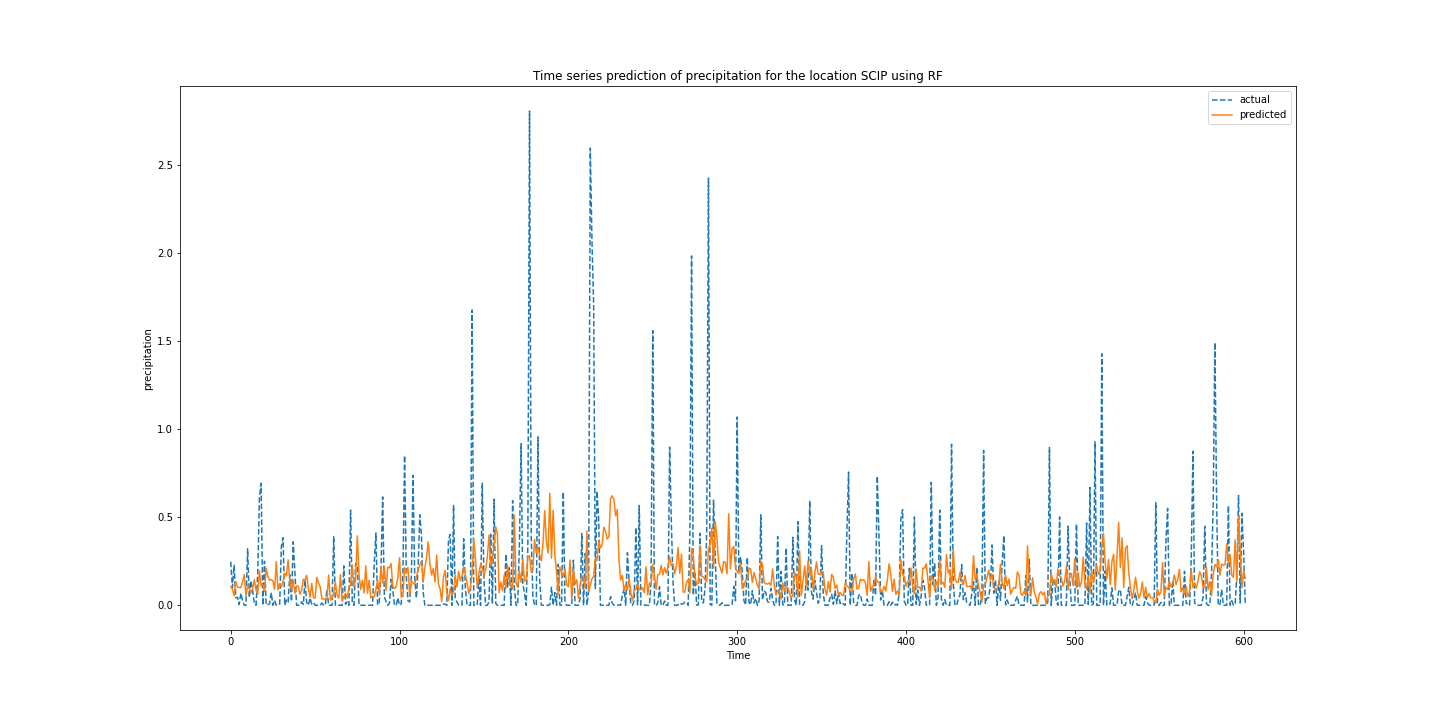 Time series prediction of precipitation for the location SCIP using RF
actual
predicted
2.5
2.0
1.5
1.0
0.5
0.0
precipitation
0 100 200 300 400 500 600
Time